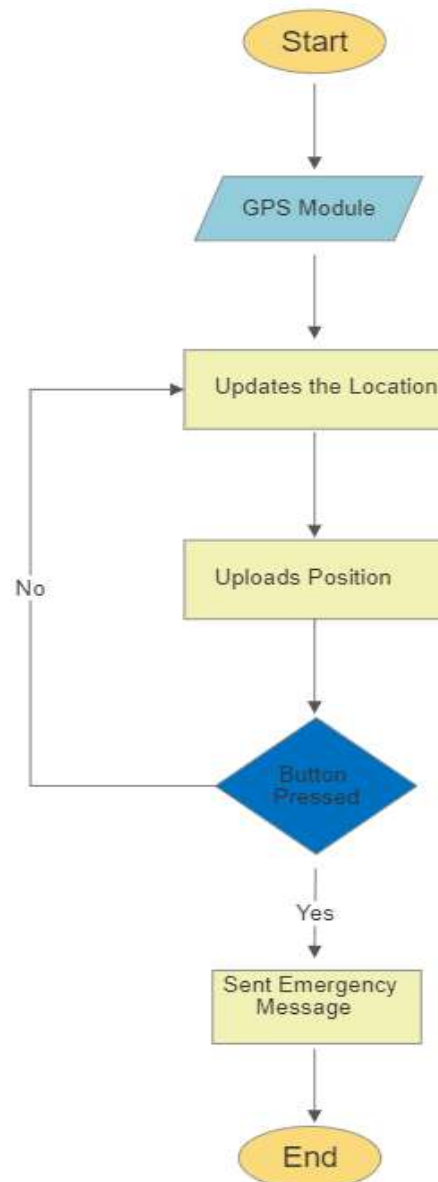 Start
GPS Module
Updates the Location
Uploads Position
No
Button
Pressed
Yes
Sent Emergency
Message
End